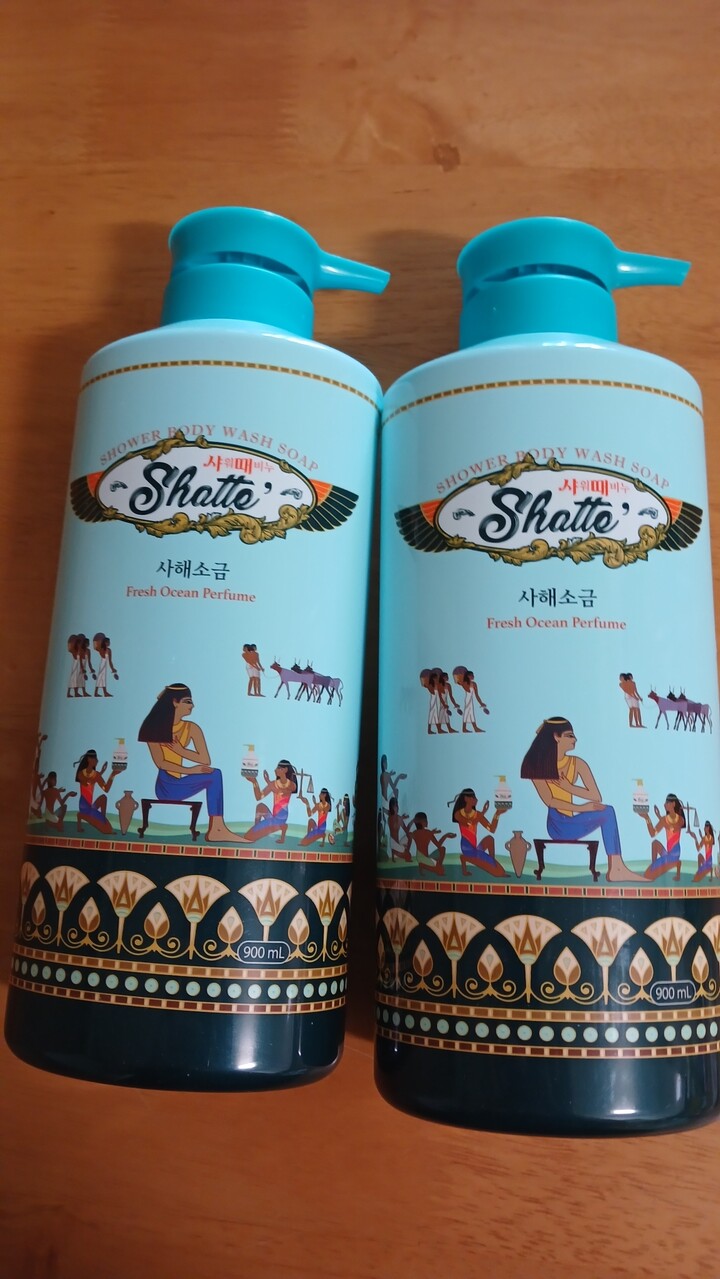 SHOWER BODY WASH SOAP
샤워때비누
Shatte'
사해소금
Fresh Ocean Perfume
900 mL
SHOWER BODY WASH SOAP
샤워때비누
Shatte'
사해소금
Fresh Ocean Perfume
900 mL